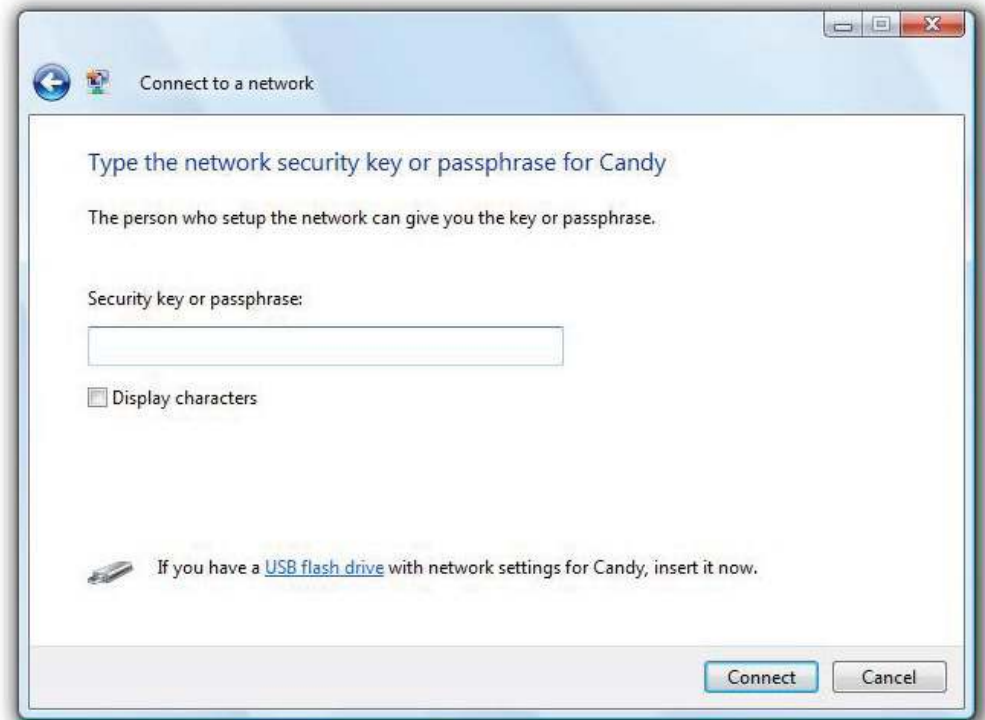 Connect to a network
Type the network security key or passphrase for Candy
The person who setup the network can give you the key or passphrase.
Security key or passphrase:
Display characters
If you have a USB flash drive with network settings for Candy, insert it now.
Connect Cancel